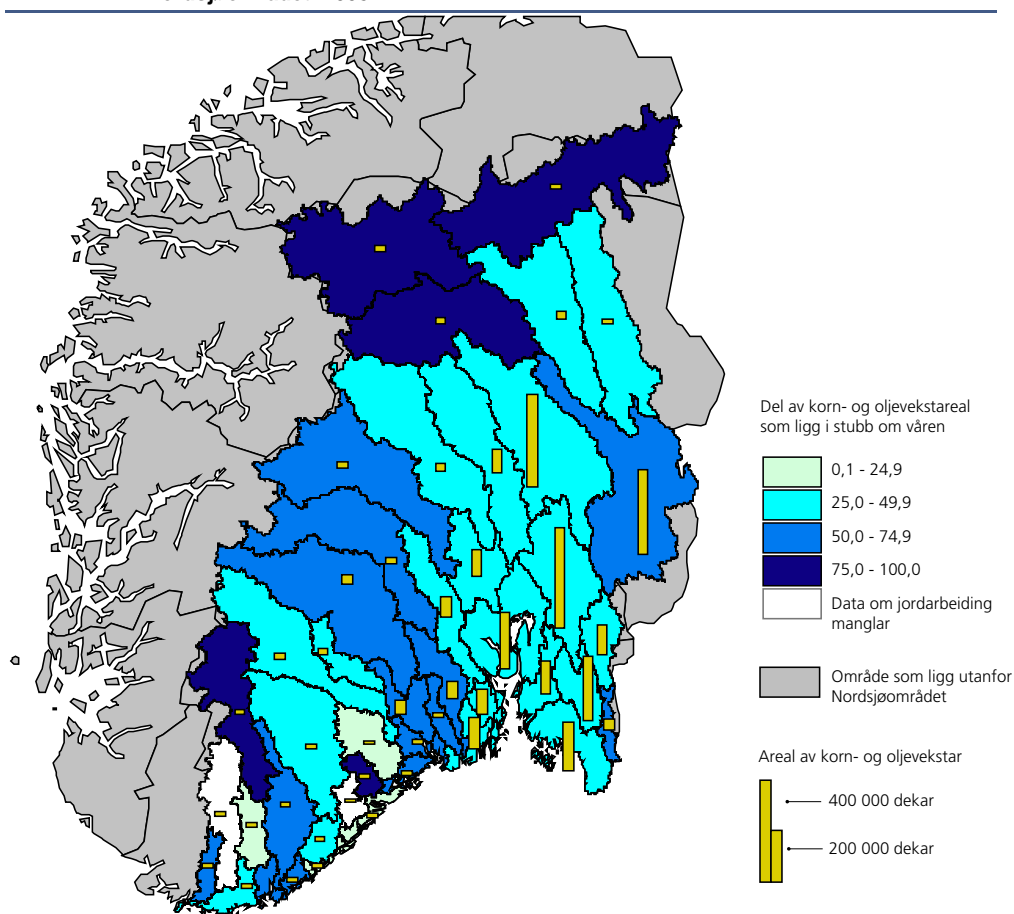 Del av korn- og oljevekstareal
som ligg i stubb om våren
0,1 - 24,9
25,0 - 49,9
50,0 - 74,9
75,0 - 100,0
Data om jordarbeiding
manglar
Område som ligg utanfor
Nordsjøområdet
Areal av korn- og oljevekstar
400 000 dekar
200 000 dekar